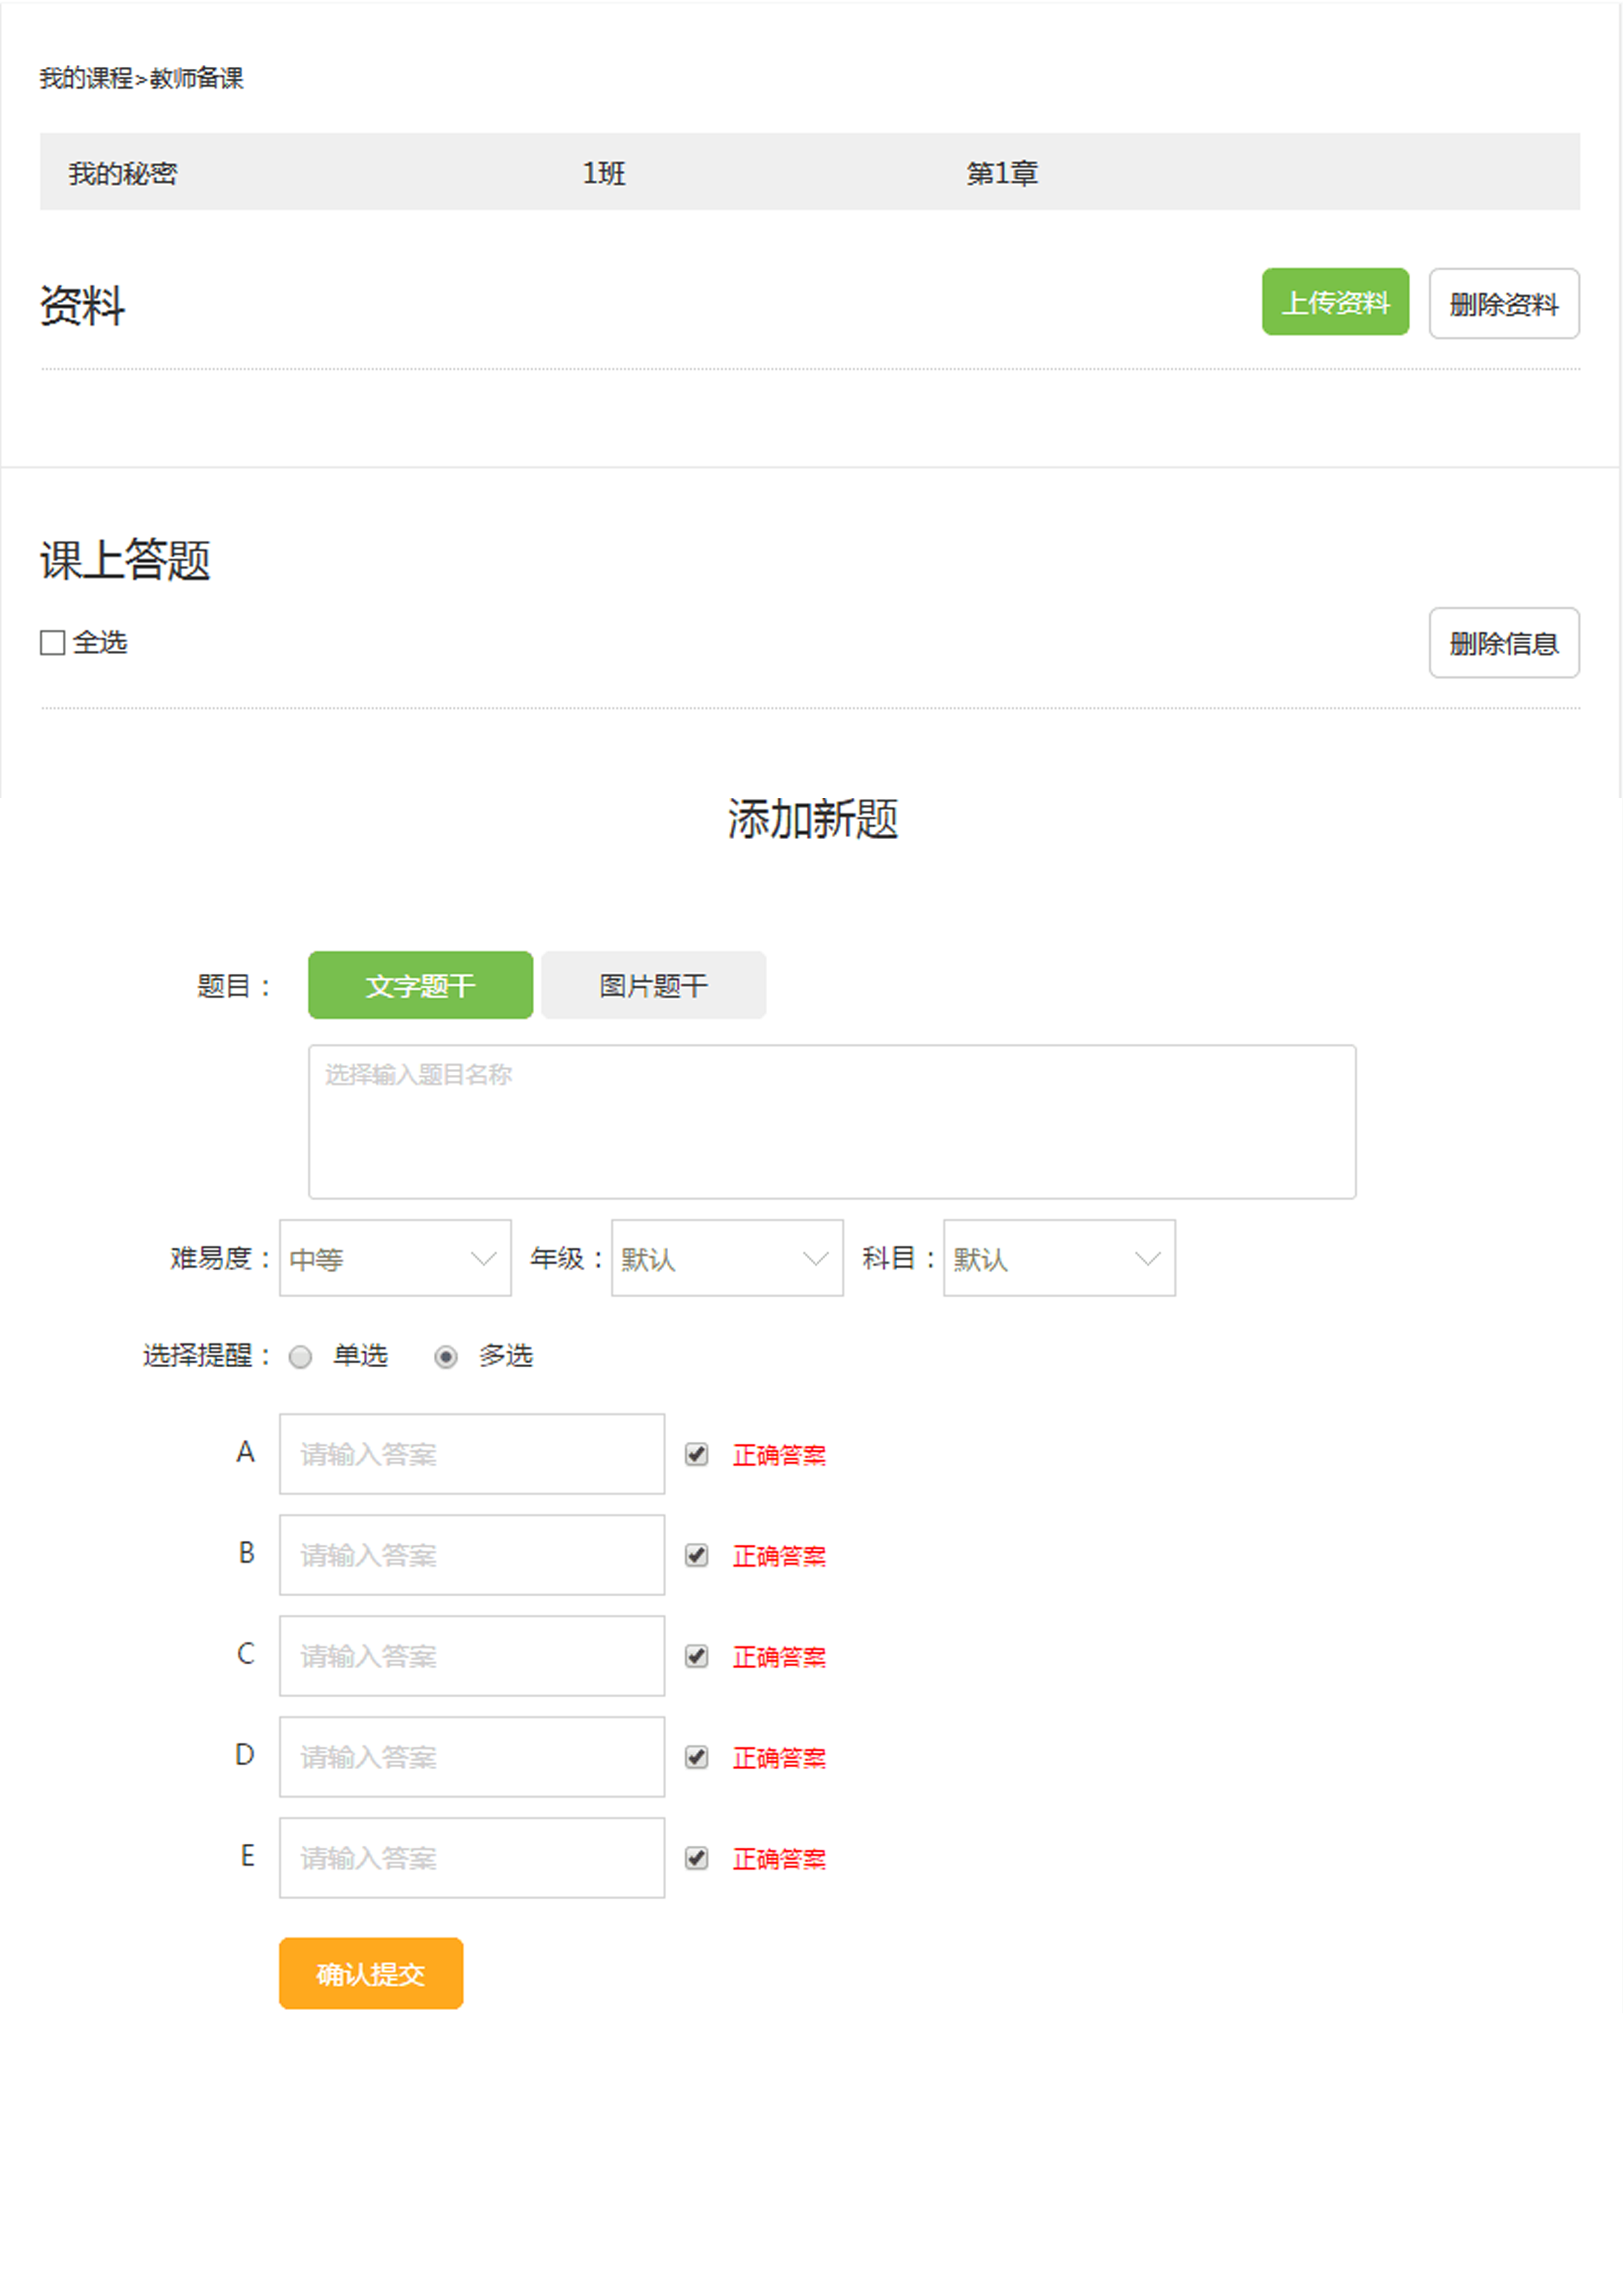 我的课程>教师备课
我的秘密 1班 第1章
资料 上传资料 删除资料
课上答题
全选 删除信息
添加新题
题目： 文字题干 图片题干
选择输入题目名称
难易度： 中等 年级： 默认 科目： 默认
选择提醒： 单选 多选
A 请输入答案 正确答案
B 请输入答案 正确答案
C 请输入答案 正确答案
D 请输入答案 正确答案
E 请输入答案 正确答案
确认提交